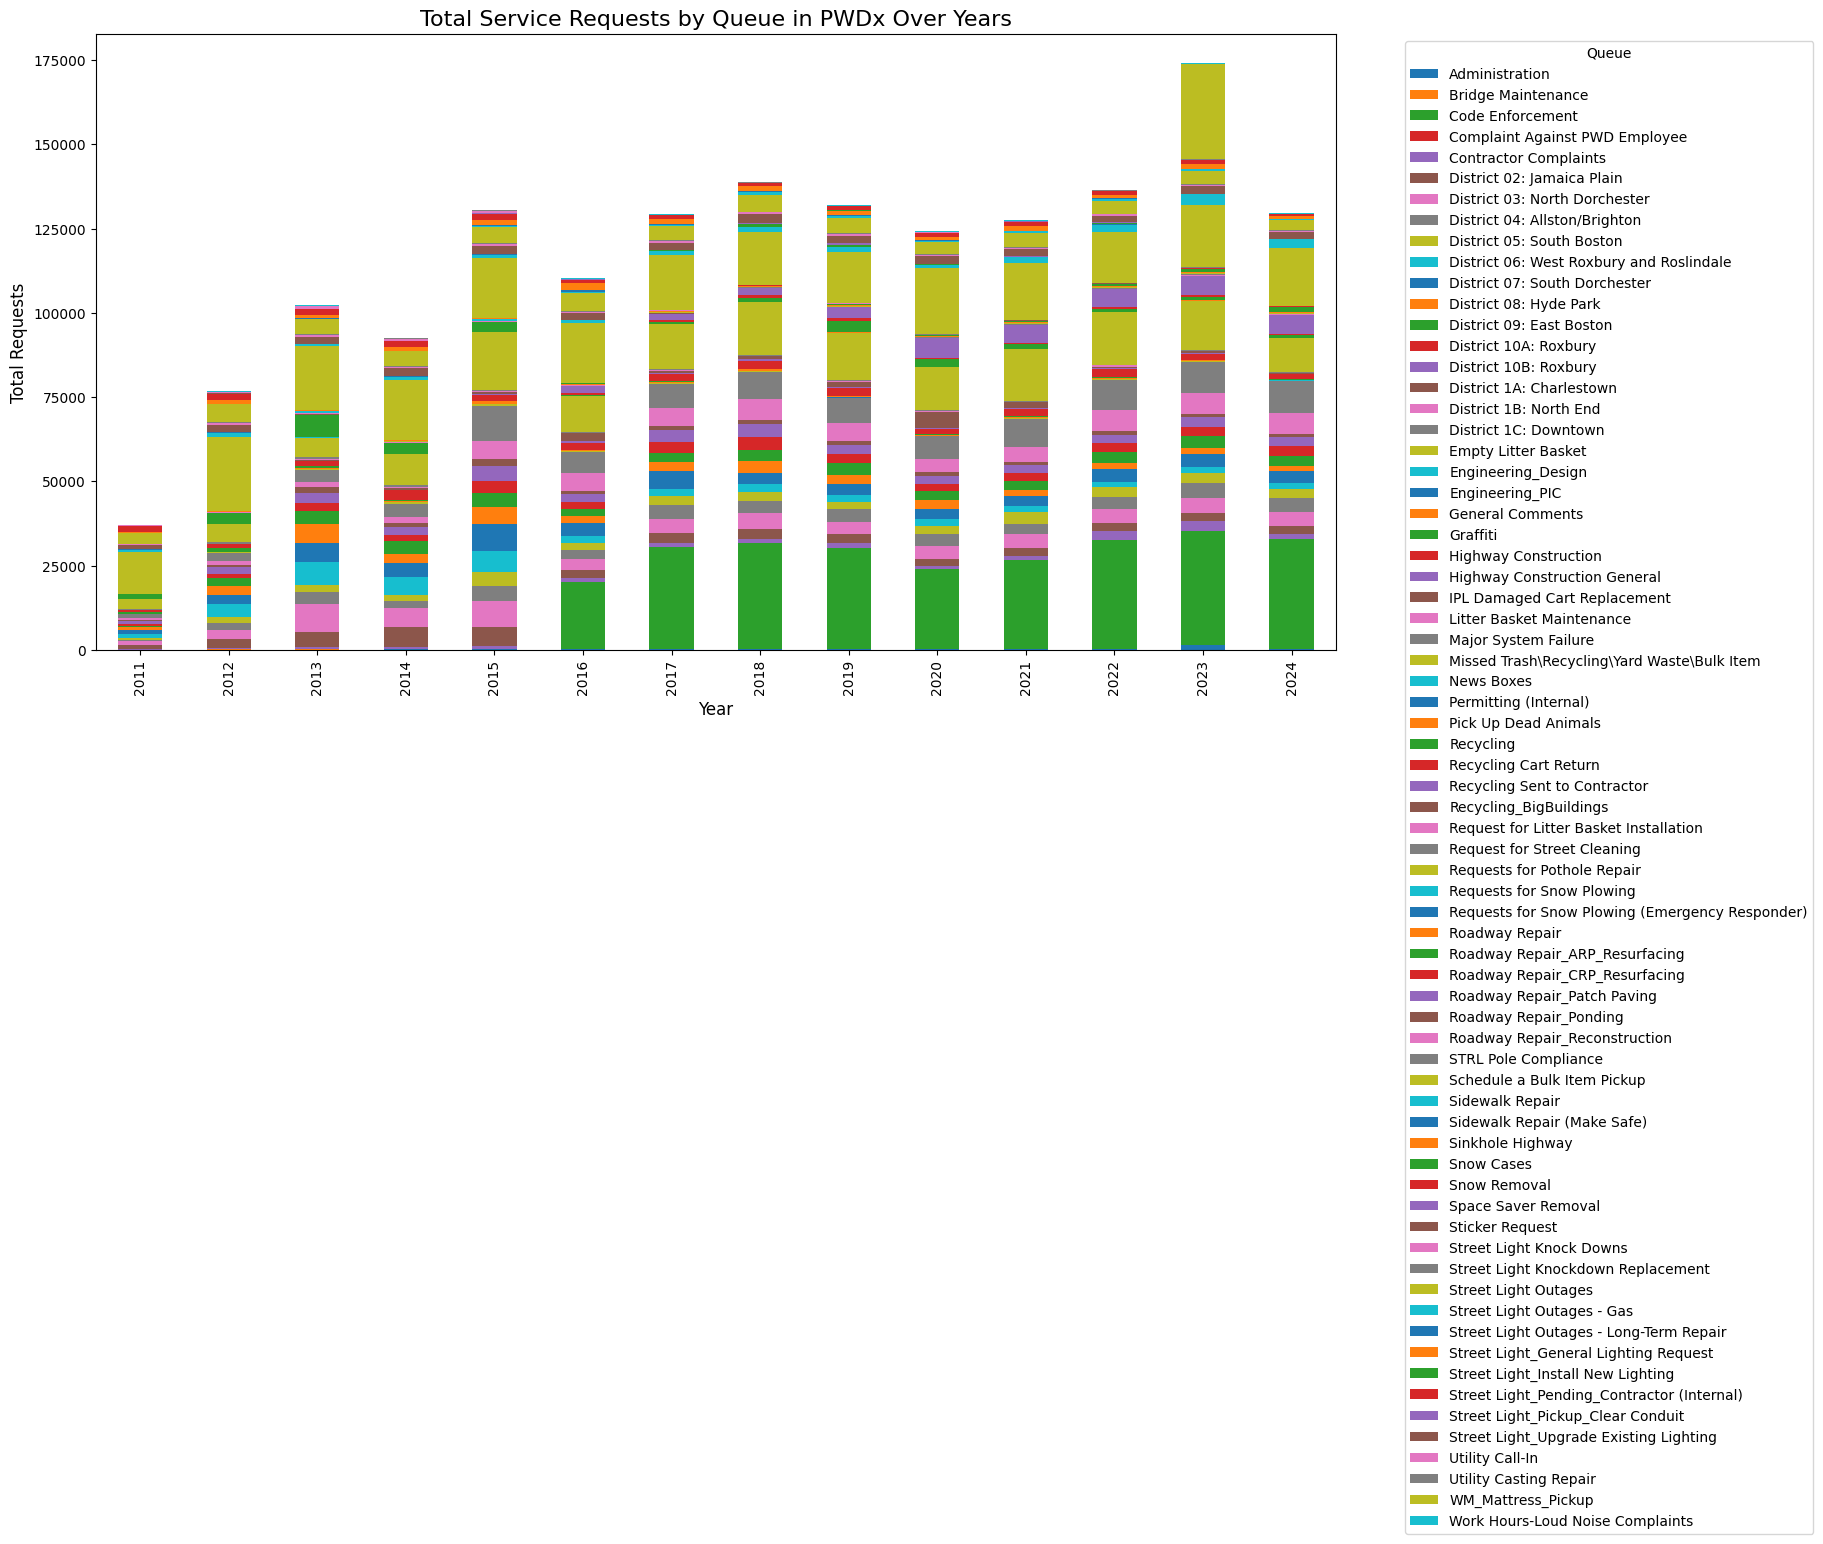 Total Service Requests by Queue in PWDx Over Years
Total Requests
175000
150000
125000
100000
75000
50000
25000
0
2011
2012
2013
2014
2015
2016
2017
2018
2019
2020
2021
2022
2023
2024
Year
Queue
Administration
Bridge Maintenance
Code Enforcement
Complaint Against PWD Employee
Contractor Complaints
District 02: Jamaica Plain
District 03: North Dorchester
District 04: Allston/Brighton
District 05: South Boston
District 06: West Roxbury and Roslindale
District 07: South Dorchester
District 08: Hyde Park
District 09: East Boston
District 10A: Roxbury
District 10B: Roxbury
District 1A: Charlestown
District 1B: North End
District 1C: Downtown
Empty Litter Basket
Engineering_Design
Engineering_PIC
General Comments
Graffiti
Highway Construction
Highway Construction General
IPL Damaged Cart Replacement
Litter Basket Maintenance
Major System Failure
Missed Trash\Recycling\Yard Waste\Bulk Item
News Boxes
Permitting (Internal)
Pick Up Dead Animals
Recycling
Recycling Cart Return
Recycling Sent to Contractor
Recycling_BigBuildings
Request for Litter Basket Installation
Request for Street Cleaning
Requests for Pothole Repair
Requests for Snow Plowing
Requests for Snow Plowing (Emergency Responder)
Roadway Repair
Roadway Repair_ARP_Resurfacing
Roadway Repair_CRP_Resurfacing
Roadway Repair_Patch Paving
Roadway Repair_Ponding
Roadway Repair_Reconstruction
STRL Pole Compliance
Schedule a Bulk Item Pickup
Sidewalk Repair
Sidewalk Repair (Make Safe)
Sinkhole Highway
Snow Cases
Snow Removal
Space Saver Removal
Sticker Request
Street Light Knock Downs
Street Light Knockdown Replacement
Street Light Outages
Street Light Outages - Gas
Street Light Outages - Long-Term Repair
Street Light_General Lighting Request
Street Light_Install New Lighting
Street Light_Pending_Contractor (Internal)
Street Light_Pickup_Clear Conduit
Street Light_Upgrade Existing Lighting
Utility Call-In
Utility Casting Repair
WM_Mattress_Pickup
Work Hours-Loud Noise Complaints